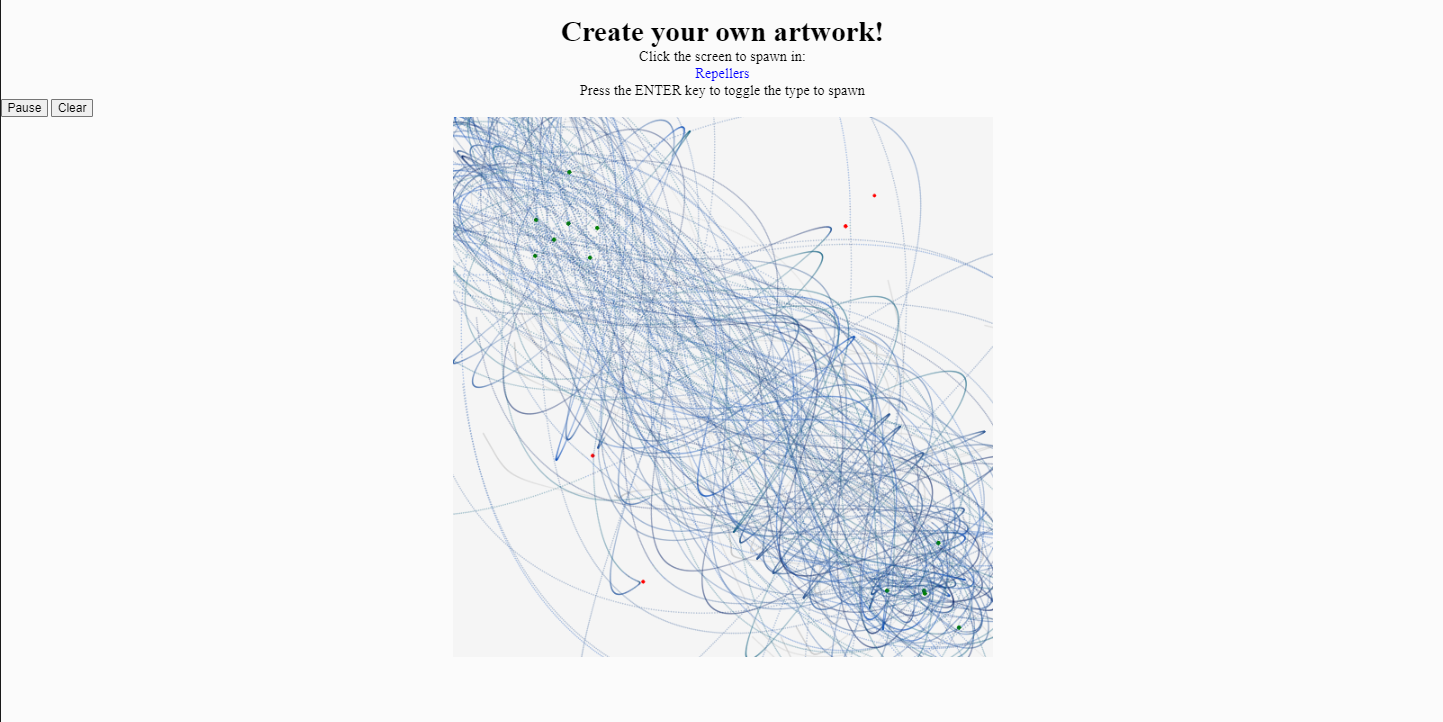 Create your own artwork!
Click the screen to spawn in:
Repellers
Press the ENTER key to toggle the type to spawn
Pause Clear